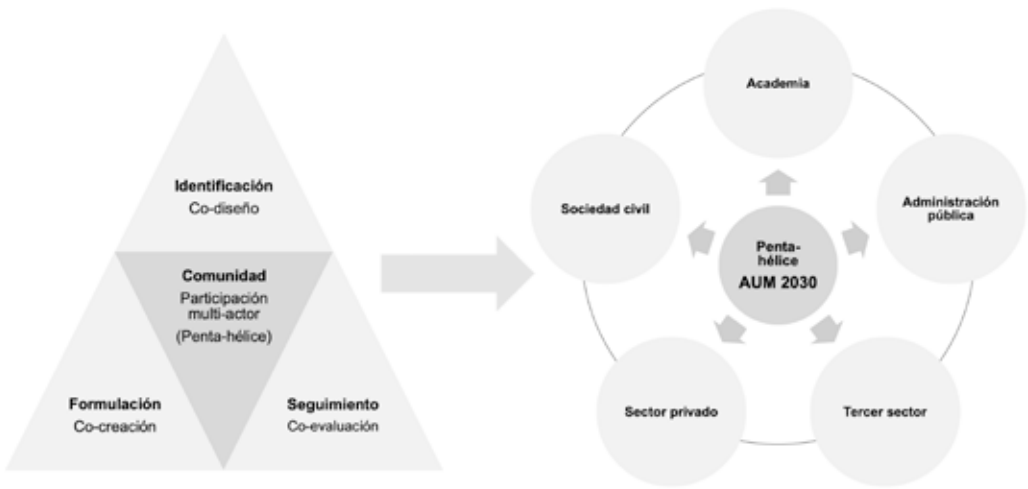 Identificación
Co-diseño
Comunidad
Participación
multi-actor
(Penta-hélice)
Formulación
Co-creación
Seguimiento
Co-evaluación
Academia
Sociedad civil
Administración
pública
Penta-
hélice
AUM 2030
Sector privado
Tercer sector